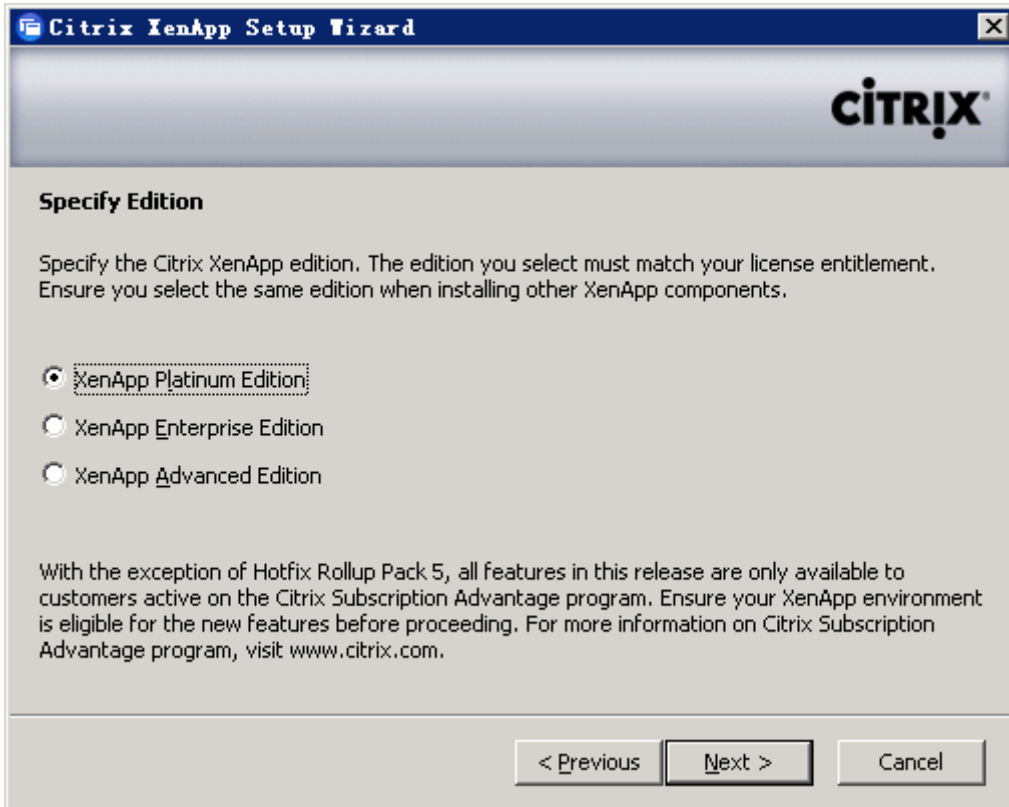 Citrix XenApp Setup Wizard
CİTRIX
Specify Edition
Specify the Citrix XenApp edition. The edition you select must match your license entitlement.
Ensure you select the same edition when installing other XenApp components.
XenApp Platinum Edition
XenApp Enterprise Edition
XenApp Advanced Edition
With the exception of Hotfix Rollup Pack 5, all features in this release are only available to
customers active on the Citrix Subscription Advantage program. Ensure your XenApp environment
is eligible for the new features before proceeding. For more information on Citrix Subscription
Advantage program, visit www.citrix.com.
< Previous
Next >
Cancel